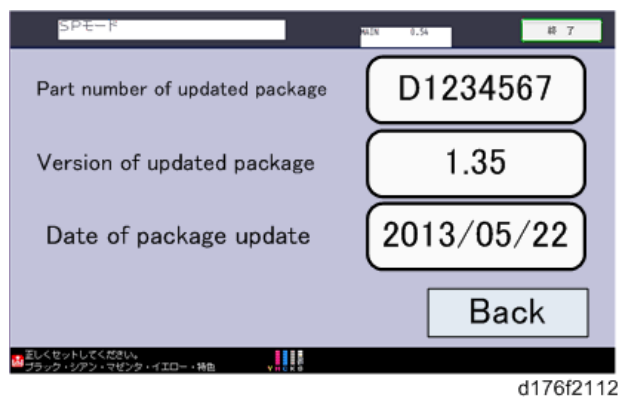 SPモード
MAIN 0.54
終 了
Part number of updated package
D1234567
Version of updated package
1.35
Date of package update
2013/05/22
Back
正しくセットしてください。
ブラック・シアン・マゼンタ・イエロー・特色
Y M C K S
d176f2112